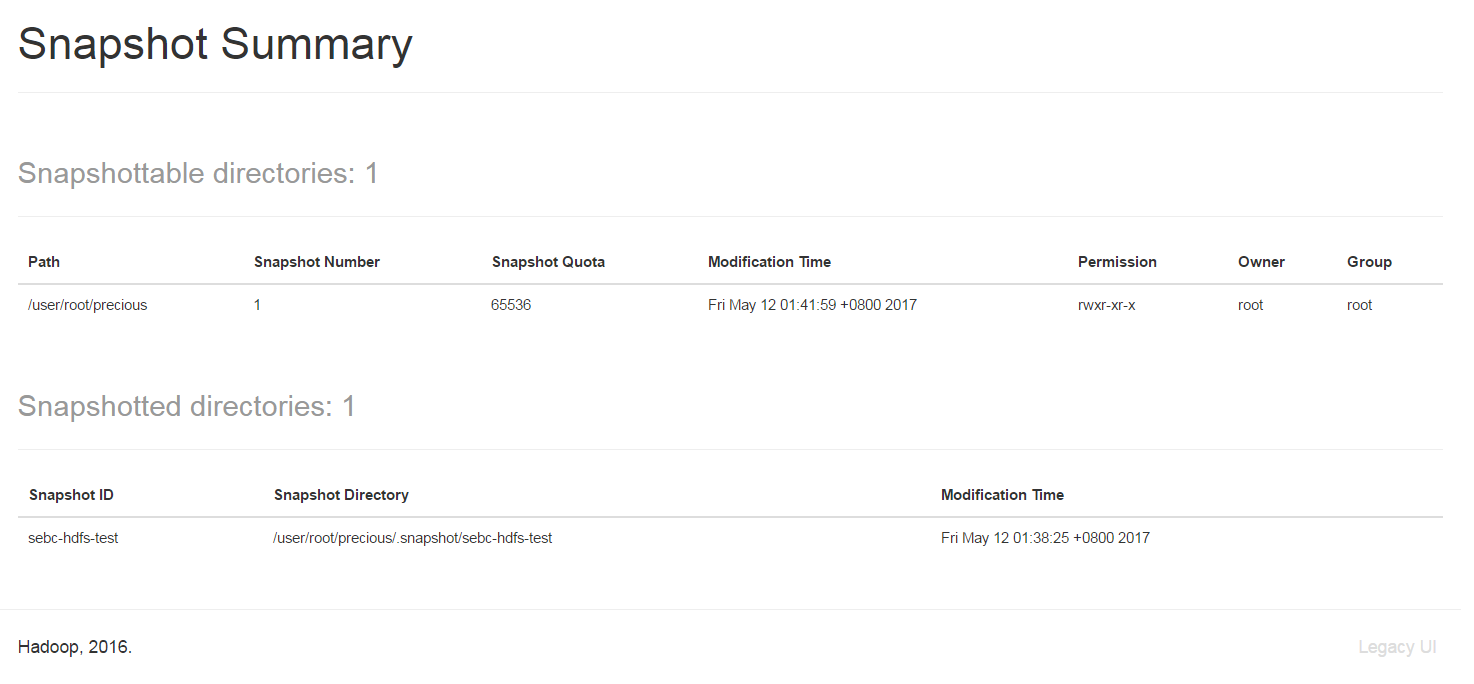 Snapshot Summary
Snapshottable directories: 1
Path Snapshot Number Snapshot Quota Modification Time Permission Owner Group
/user/root/precious 1 65536 Fri May 12 01:41:59 +0800 2017 rwxr-xr-x root root
Snapshotted directories: 1
Snapshot ID Snapshot Directory Modification Time
sebc-hdfs-test /user/root/precious/.snapshot/sebc-hdfs-test Fri May 12 01:38:25 +0800 2017
Hadoop, 2016. Legacy UI